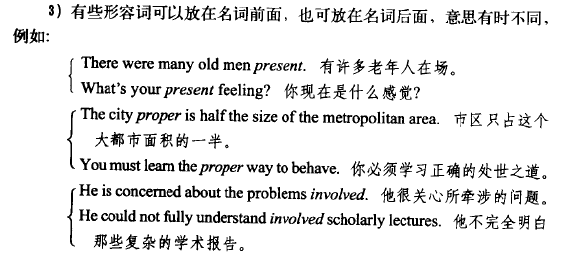 3）有些形容词可以放在名词前面，也可放在名词后面，意思有时不同，
例如：
There were many old men present. 有许多老年人在场。
What's your present feeling? 你现在是什么感觉？
The city proper is half the size of the metropolitan area. 市区只占这个
大都市面积的一半。
You must learn the proper way to behave. 你必须学习正确的处世之道。
He is concerned about the problems involved. 他很关心所牵涉的问题。
He could not fully understand involved scholarly lectures. 他不完全明白
那些复杂的学术报告。